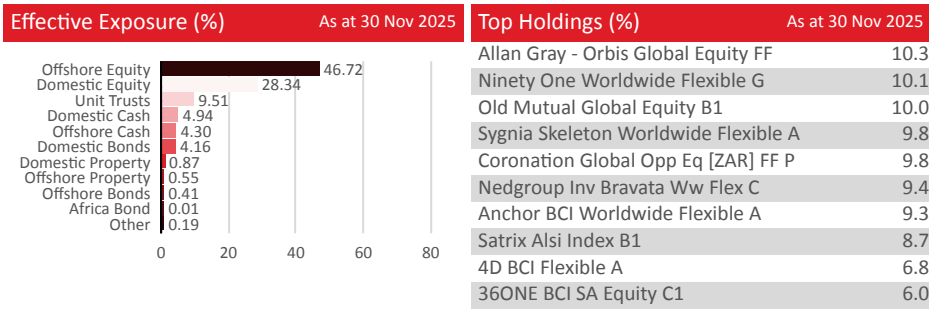 Effective Exposure (%) As at 30 Nov 2025
Offshore Equity 46.72
Domestic Equity 28.34
Unit Trusts 9.51
Domestic Cash 4.94
Offshore Cash 4.30
Domestic Bonds 4.16
Domestic Property 0.87
Offshore Property 0.55
Offshore Bonds 0.41
Africa Bond 0.01
Other 0.19
0 20 40 60 80
Top Holdings (%) As at 30 Nov 2025
Allan Gray - Orbis Global Equity FF 10.3
Ninety One Worldwide Flexible G 10.1
Old Mutual Global Equity B1 10.0
Sygnia Skeleton Worldwide Flexible A 9.8
Coronation Global Opp Eq [ZAR] FF P 9.8
Nedgroup Inv Bravata Ww Flex C 9.4
Anchor BCI Worldwide Flexible A 9.3
Satrix Alsi Index B1 8.7
4D BCI Flexible A 6.8
36ONE BCI SA Equity C1 6.0